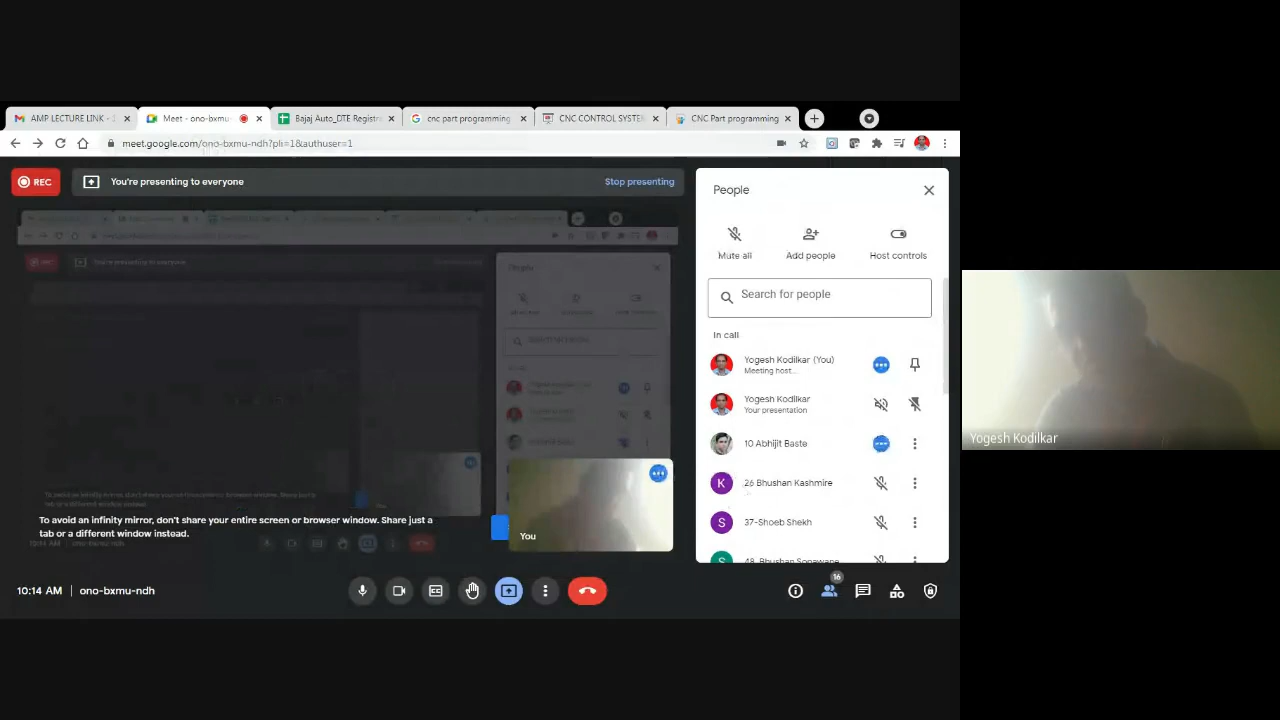 AMP LECTURE LINK -
Meet - ono-bxmu-
Bajaj Auto_DTE Registra
cnc part programming
CNC CONTROL SYSTEM
CNC Part programming
meet.google.com/ono-bxmu-ndh?pli=1&authuser=1
REC
You're presenting to everyone
Stop presenting
People
Mute all
Add people
Host controls
Search for people
In call
Yogesh Kodilkar (You)
Meeting host...
Yogesh Kodilkar
Your presentation
10 Abhijit Baste
26 Bhushan Kashmire
37-Shoeb Shekh
48. Bhushan Sonawane
To avoid an infinity mirror, don't share your entire screen or browser window. Share just a
tab or a different window instead.
You
10:14 AM | ono-bxmu-ndh
16
Yogesh Kodilkar